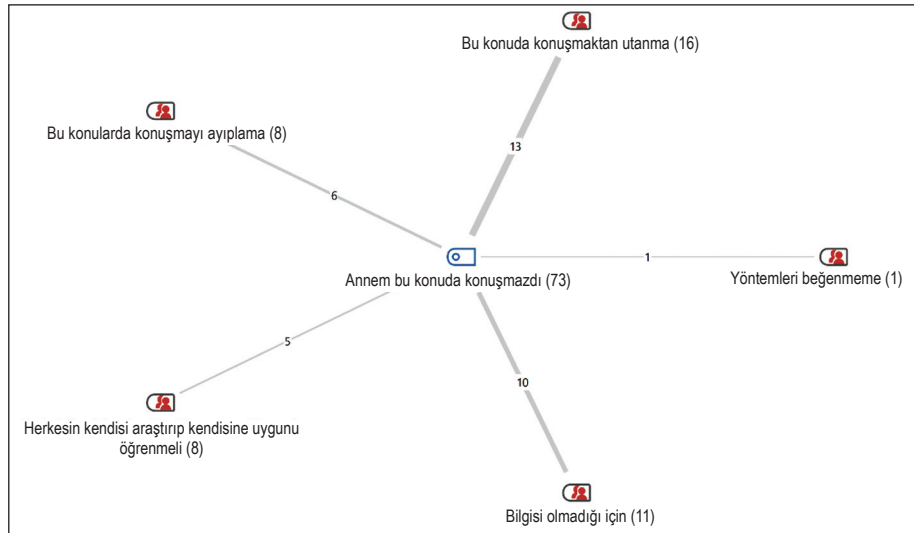 Bu konuda konuşmaktan utanma (16)
Bu konularda konuşmayı ayıplama (8)
13
6
Annem bu konuda konuşmazdı (73)
1
Yöntemleri beğenmeme (1)
5
10
Herkesin kendisi araştırıp kendisine uygunu
öğrenmeli (8)
Bilgisi olmadığı için (11)